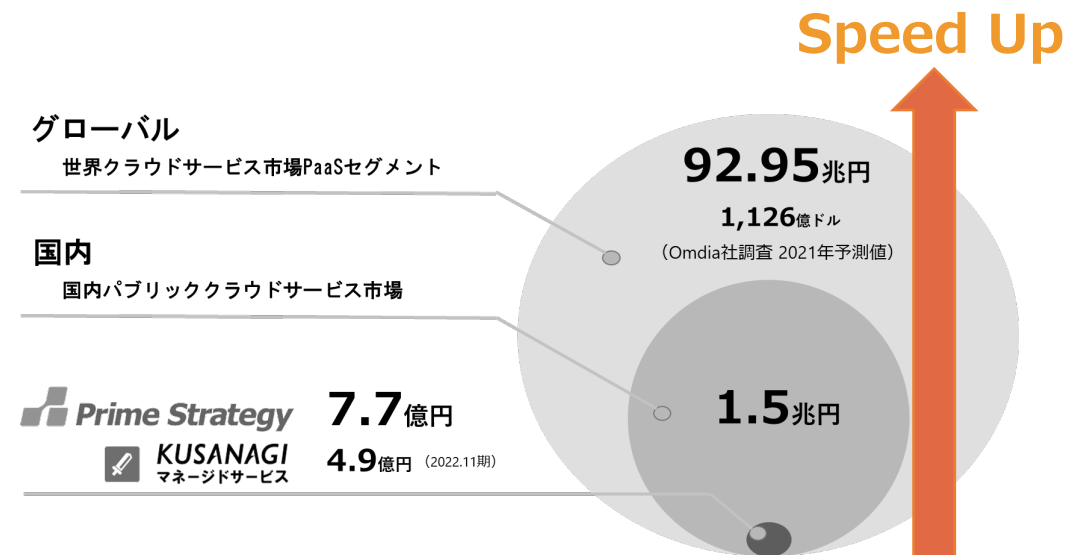 Speed Up
グローバル
世界クラウドサービス市場PaaSセグメント
92.95兆円
1,126億ドル
（Omdia社調査 2021年予測値）
国内
国内パブリッククラウドサービス市場
1.5兆円
Prime Strategy 7.7億円
KUSANAGI
マネージドサービス
4.9億円 （2022.11期）